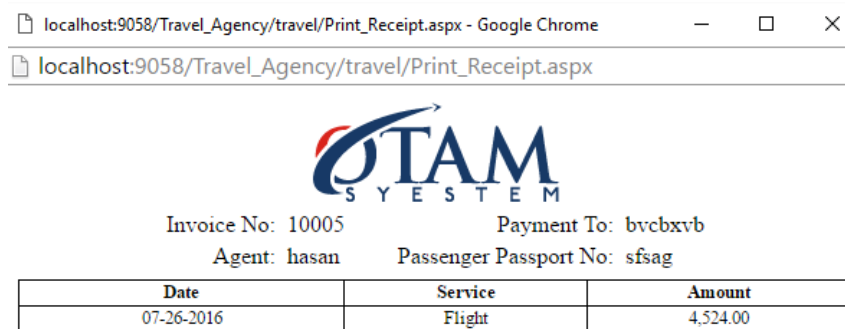 localhost:9058/Travel_Agency/travel/Print_Receipt.aspx - Google Chrome
localhost:9058/Travel_Agency/travel/Print_Receipt.aspx
OTAM
SYESTEM
Invoice No: 10005 Payment To: bvcbxvb
Agent: hasan Passenger Passport No: sfsag
Date Service Amount
07-26-2016 Flight 4,524.00